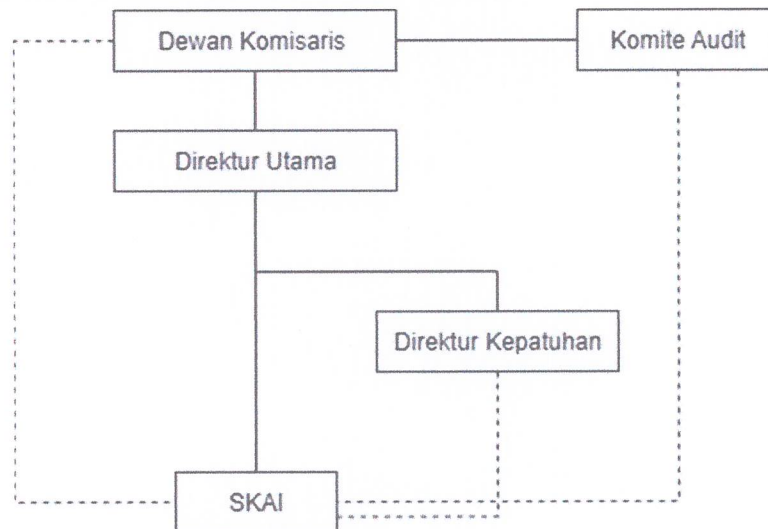 Dewan Komisaris
Komite Audit
Direktur Utama
Direktur Kepatuhan
SKAI